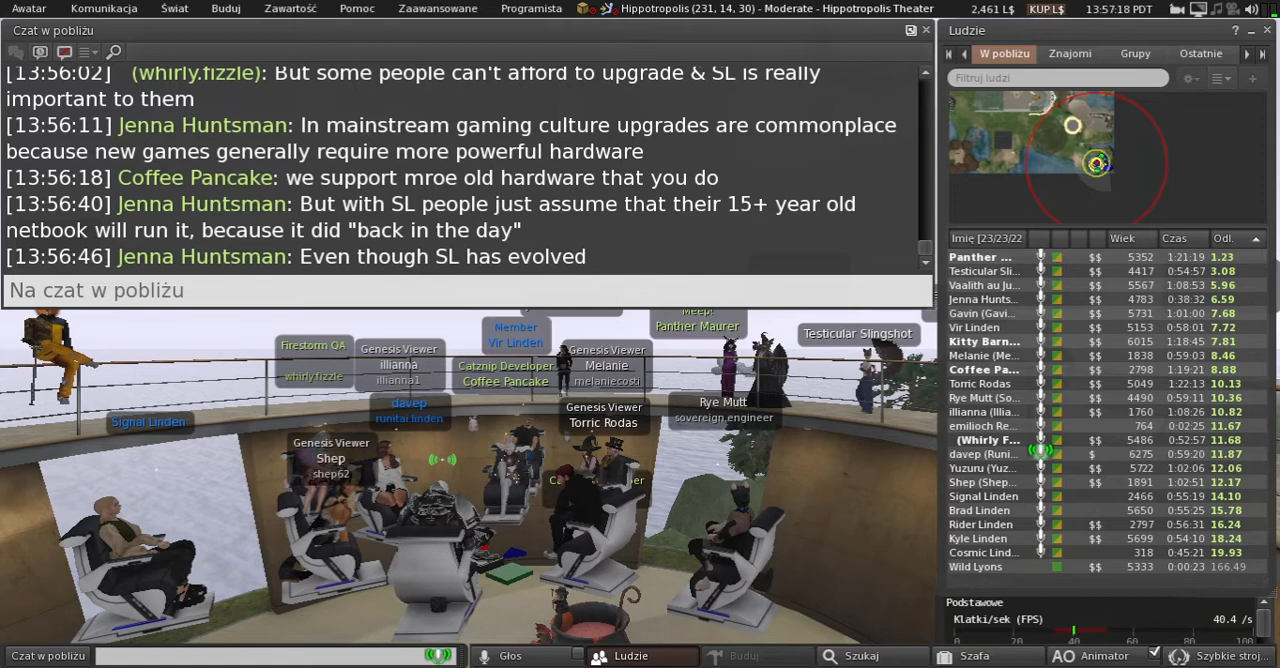 Awatar Komunikacja Świat Buduj Zawartość Pomoc Zaawansowane Programista Hippotropolis (231, 14, 30) - Moderate - Hippotropolis Theater 2,461 L$ KUP L$ 13:57:18 PDT
Czat w pobliżu
[13:56:02] (whirly.fizzle): But some people can't afford to upgrade & SL is really
important to them
[13:56:11] Jenna Huntsman: In mainstream gaming culture upgrades are commonplace
because new games generally require more powerful hardware
[13:56:18] Coffee Pancake: we support mroe old hardware that you do
[13:56:40] Jenna Huntsman: But with SL people just assume that their 15+ year old
netbook will run it, because it did "back in the day"
[13:56:46] Jenna Huntsman: Even though SL has evolved
Na czat w pobliżu
Meep!
Panther Maurer
Member
Vir Linden
Testicular Slingshot
Firestorm QA
whirly.fizzle
Genesis Viewer
illianna
illianna1
Catznip Developer
Coffee Pancake
Genesis Viewer
Melanie
melaniecosti
davep
runitai.linden
Genesis Viewer
Torric Rodas
Rye Mutt
sovereign.engineer
Signal Linden
Genesis Viewer
Shep
shep62
Ludzie
W pobliżu Znajomi Grupy Ostatnie
Filtruj ludzi
Imię [23/23/22 Wiek Czas Odl.
Panther ... $$ 5352 1:21:19 1.23
Testicular Sli... 4417 0:54:57 3.08
Vaalith au Ju... $$ 5567 1:08:53 5.96
Jenna Hunts... $$ 4783 0:38:32 6.59
Gavin (Gavi... $$ 5731 1:01:00 7.68
Vir Linden $$ 5153 0:58:01 7.72
Kitty Barn... $$ 6015 1:18:45 7.81
Melanie (Me... $$ 1838 0:59:03 8.46
Coffee Pa... $$ 2798 1:19:21 8.88
Torric Rodas $$ 5049 1:22:13 10.13
Rye Mutt (So... $$ 4490 0:59:11 10.36
illianna (Illia... $$ 1760 1:08:26 10.82
emilioch Re... 764 0:02:25 11.67
(Whirly F... $$ 5486 0:52:57 11.68
davep (Runi... $ 6275 0:59:20 11.87
Yuzuru (Yuz... $$ 5722 1:02:06 12.06
Shep (Shep... $$ 1891 0:02:51 12.17
Signal Linden 2466 0:55:19 14.10
Brad Linden 5650 0:55:25 15.78
Rider Linden $$ 2797 0:56:31 16.24
Kyle Linden $$ 5699 0:54:10 18.24
Cosmic Lind... 318 0:45:21 19.93
Wild Lyons $$ 5333 0:00:23 166.49
Podstawowe
Klatki/sek (FPS) 40.4 /s
0 20 40 60 80 100
Czat w pobliżu Głos Ludzie Buduj Szukaj Szafa AO Animator Szybkie stroj...